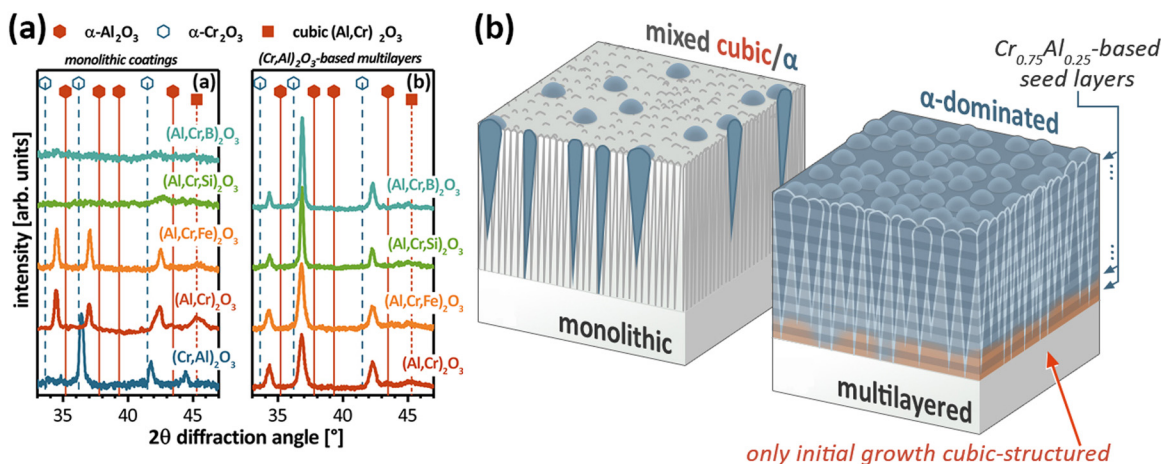 (a)
α-Al2O3
α-Cr2O3
cubic (Al,Cr) 2O3
monolithic coatings
(Cr,Al)2O3-based multilayers
(a)
(b)
intensity [arb. units]
(Al,Cr,B)2O3
(Al,Cr,Si)2O3
(Al,Cr,Fe)2O3
(Al,Cr)2O3
(Cr,Al)2O3
(Al,Cr,B)2O3
(Al,Cr,Si)2O3
(Al,Cr,Fe)2O3
(Al,Cr)2O3
35 40 45
35 40 45
2θ diffraction angle [°]
(b)
mixed cubic/α
monolithic
Cr0.75Al0.25-based
seed layers
α-dominated
multilayered
only initial growth cubic-structured